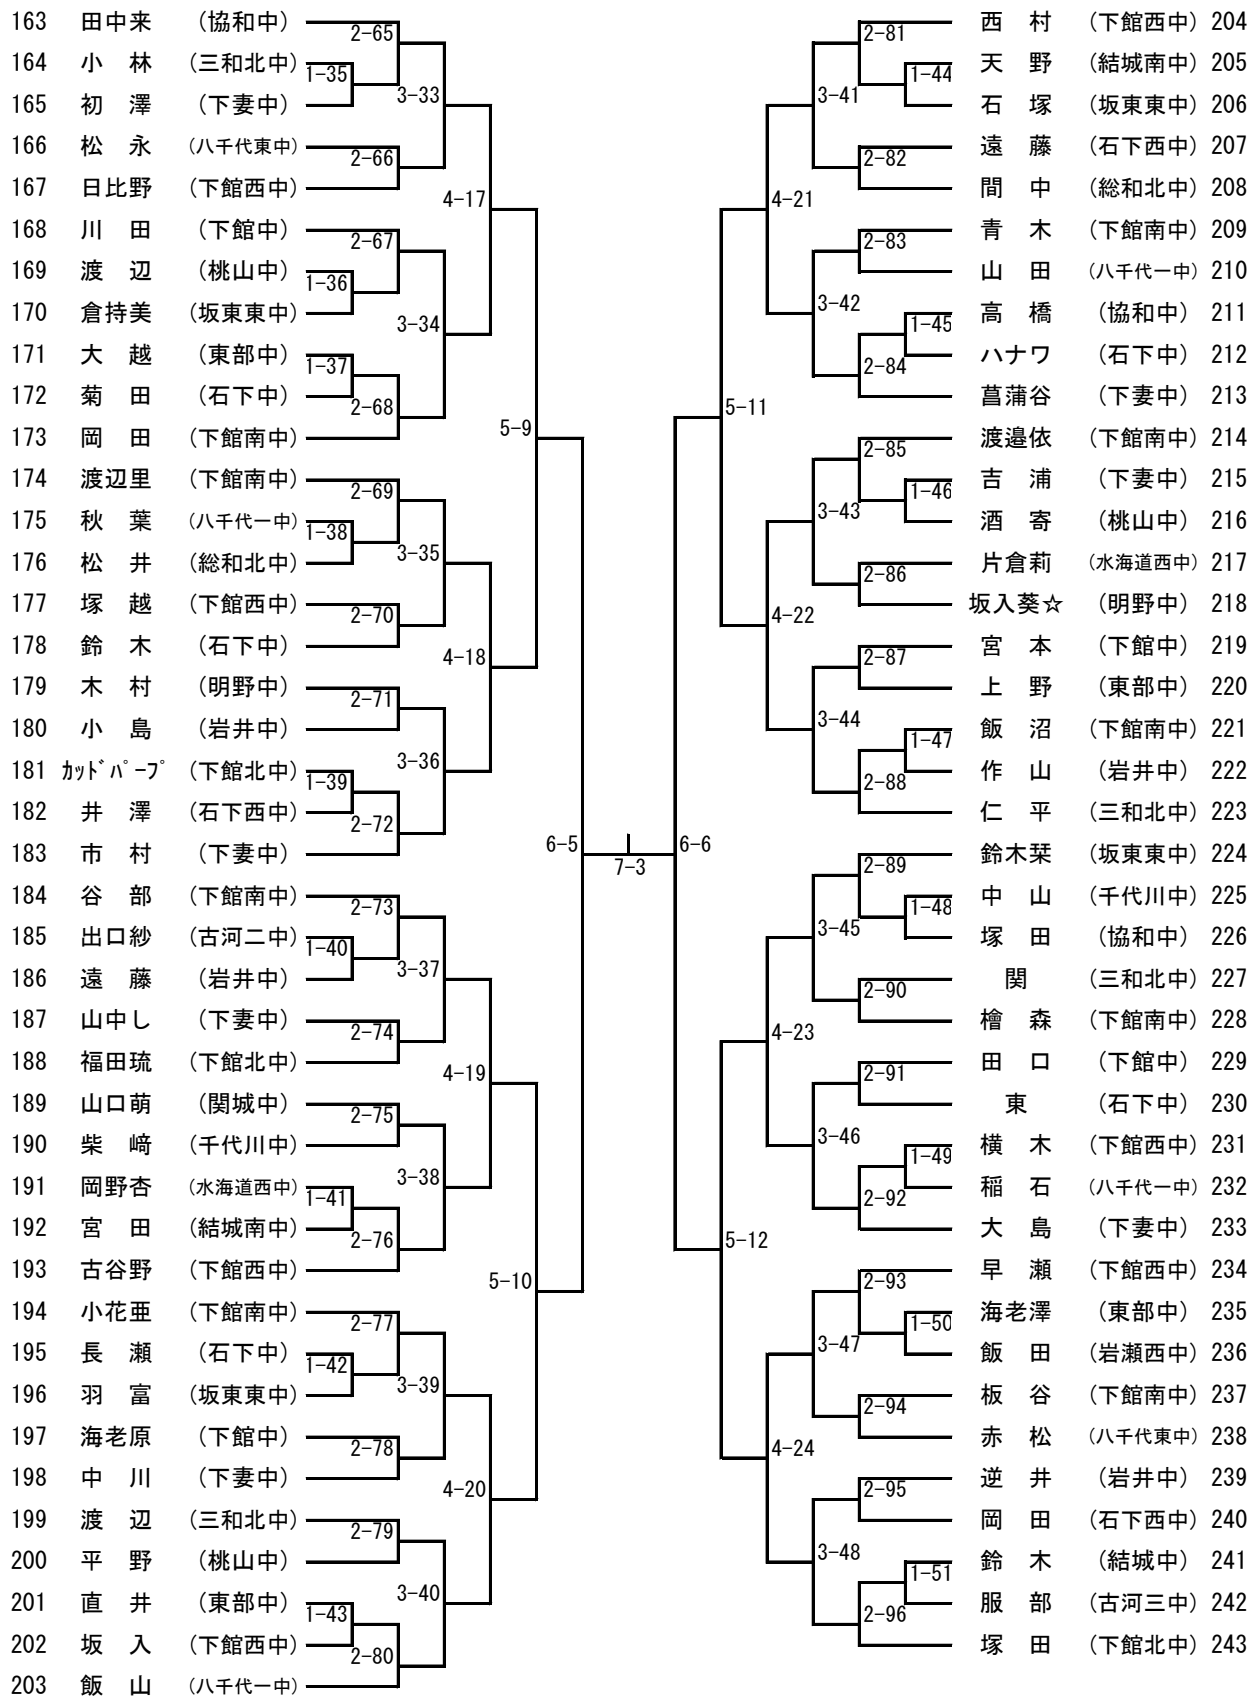 163 田中来 (協和中)
164 小 林 (三和北中)
165 初 澤 (下妻中)
166 松 永 (八千代東中)
167 日比野 (下館西中)
168 川 田 (下館中)
169 渡 辺 (桃山中)
170 倉持美 (坂東東中)
171 大 越 (東部中)
172 菊 田 (石下中)
173 岡 田 (下館南中)
174 渡辺里 (下館南中)
175 秋 葉 (八千代一中)
176 松 井 (総和北中)
177 塚 越 (下館西中)
178 鈴 木 (石下中)
179 木 村 (明野中)
180 小 島 (岩井中)
181 ｶｯﾄﾞﾊﾟｰﾌﾟ (下館北中)
182 井 澤 (石下西中)
183 市 村 (下妻中)
184 谷 部 (下館南中)
185 出口紗 (古河二中)
186 遠 藤 (岩井中)
187 山中し (下妻中)
188 福田琉 (下館北中)
189 山口萌 (関城中)
190 柴 﨑 (千代川中)
191 岡野杏 (水海道西中)
192 宮 田 (結城南中)
193 古谷野 (下館西中)
194 小花亜 (下館南中)
195 長 瀬 (石下中)
196 羽 富 (坂東東中)
197 海老原 (下館中)
198 中 川 (下妻中)
199 渡 辺 (三和北中)
200 平 野 (桃山中)
201 直 井 (東部中)
202 坂 入 (下館西中)
203 飯 山 (八千代一中)
1-35
1-36
1-37
1-38
1-39
1-40
1-41
1-42
1-43
2-65
2-66
2-67
2-68
2-69
2-70
2-71
2-72
2-73
2-74
2-75
2-76
2-77
2-78
2-79
2-80
3-33
3-34
3-35
3-36
3-37
3-38
3-39
3-40
4-17
4-18
4-19
4-20
5-9
5-10
6-5
7-3
6-6
5-11
5-12
4-21
4-22
4-23
4-24
3-41
3-42
3-43
3-44
3-45
3-46
3-47
3-48
2-81
2-82
2-83
2-84
2-85
2-86
2-87
2-88
2-89
2-90
2-91
2-92
2-93
2-94
2-95
2-96
1-44
1-45
1-46
1-47
1-48
1-49
1-50
1-51
西 村 (下館西中) 204
天 野 (結城南中) 205
石 塚 (坂東東中) 206
遠 藤 (石下西中) 207
間 中 (総和北中) 208
青 木 (下館南中) 209
山 田 (八千代一中) 210
高 橋 (協和中) 211
ハナワ (石下中) 212
菖蒲谷 (下妻中) 213
渡邉依 (下館南中) 214
吉 浦 (下妻中) 215
酒 寄 (桃山中) 216
片倉莉 (水海道西中) 217
坂入葵☆ (明野中) 218
宮 本 (下館中) 219
上 野 (東部中) 220
飯 沼 (下館南中) 221
作 山 (岩井中) 222
仁 平 (三和北中) 223
鈴木栞 (坂東東中) 224
中 山 (千代川中) 225
塚 田 (協和中) 226
関 (三和北中) 227
檜 森 (下館南中) 228
田 口 (下館中) 229
東 (石下中) 230
横 木 (下館西中) 231
稲 石 (八千代一中) 232
大 島 (下妻中) 233
早 瀬 (下館西中) 234
海老澤 (東部中) 235
飯 田 (岩瀬西中) 236
板 谷 (下館南中) 237
赤 松 (八千代東中) 238
逆 井 (岩井中) 239
岡 田 (石下西中) 240
鈴 木 (結城中) 241
服 部 (古河三中) 242
塚 田 (下館北中) 243